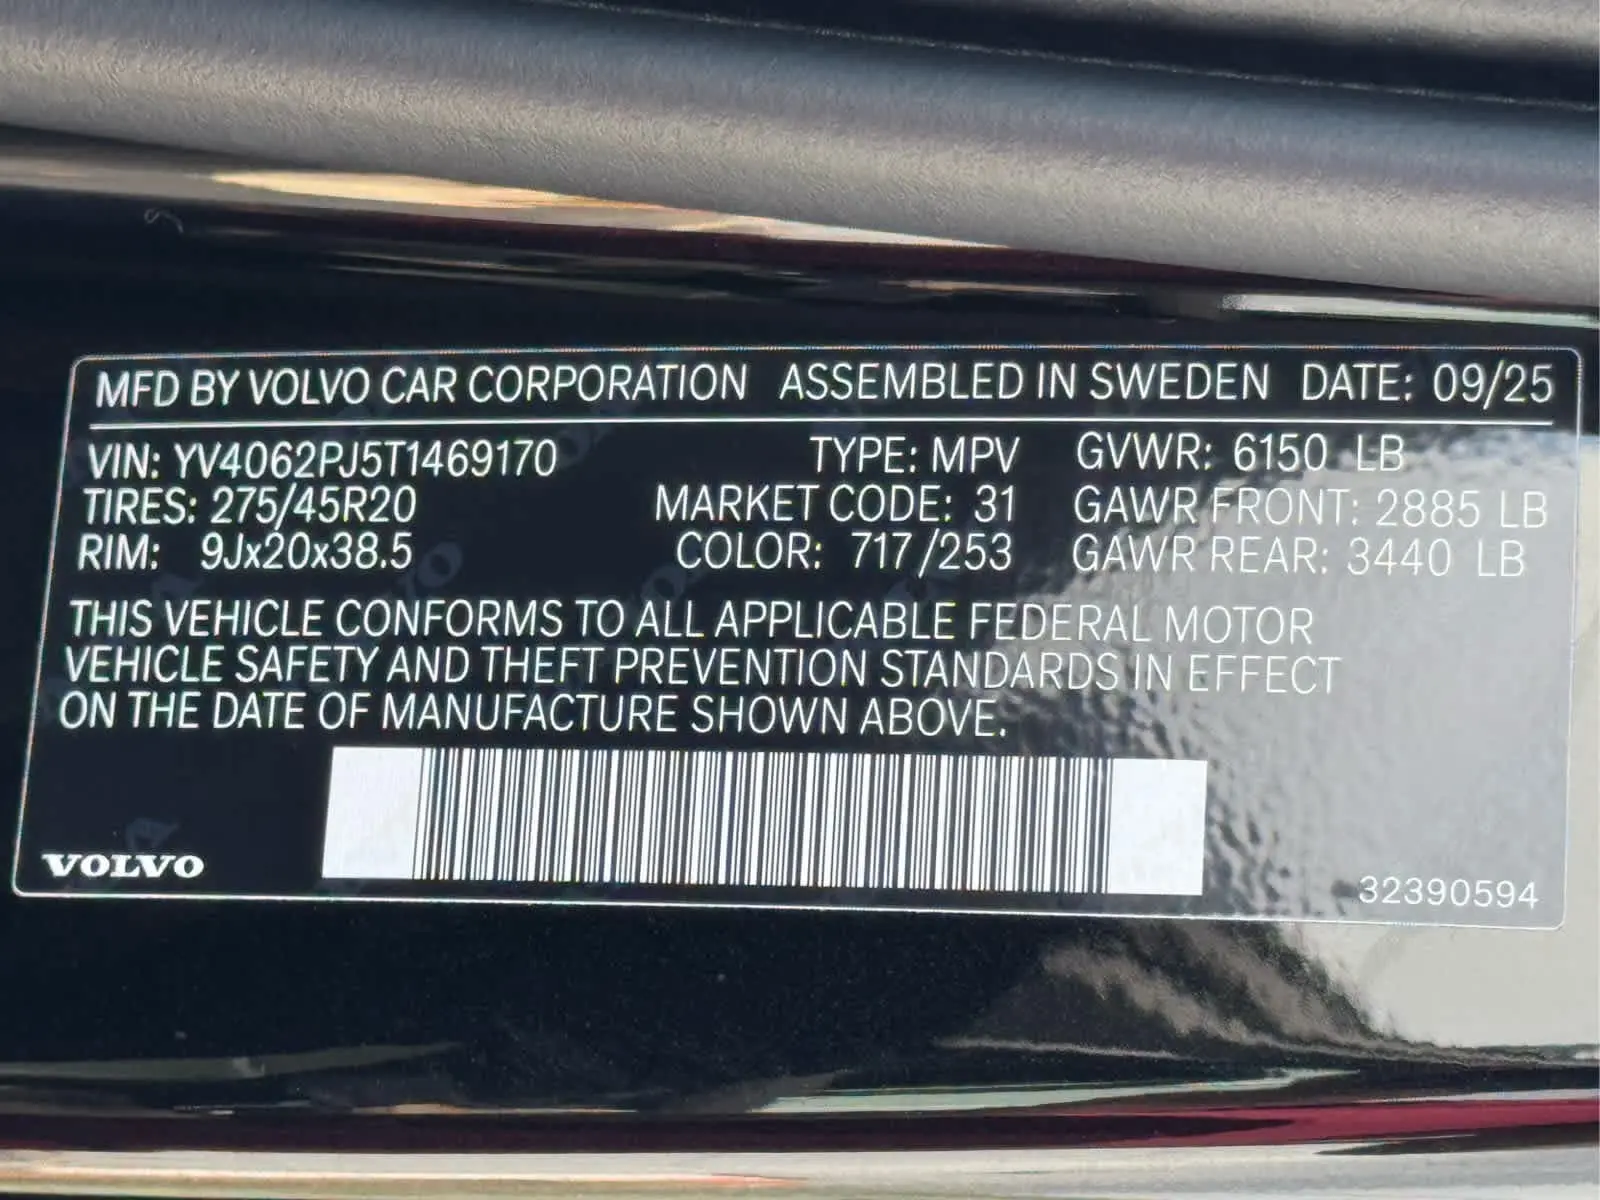 MFD BY VOLVO CAR CORPORATION ASSEMBLED IN SWEDEN DATE: 09/25
VIN: YV4062PJ5T1469170 TYPE: MPV GVWR: 6150 LB
TIRES: 275/45R20 MARKET CODE: 31 GAWR FRONT: 2885 LB
RIM: 9Jx20x38.5 COLOR: 717/253 GAWR REAR: 3440 LB
THIS VEHICLE CONFORMS TO ALL APPLICABLE FEDERAL MOTOR
VEHICLE SAFETY AND THEFT PREVENTION STANDARDS IN EFFECT
ON THE DATE OF MANUFACTURE SHOWN ABOVE.
VOLVO
32390594